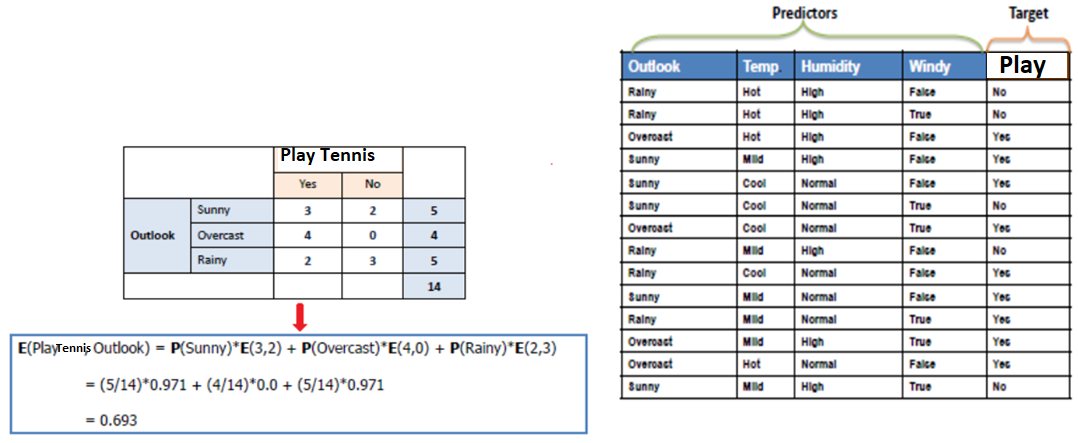 Play Tennis
Yes No
Outlook Sunny 3 2 5
Overcast 4 0 4
Rainy 2 3 5
14
E(PlayTennis, Outlook) = P(Sunny)*E(3,2) + P(Overcast)*E(4,0) + P(Rainy)*E(2,3)
= (5/14)*0.971 + (4/14)*0.0 + (5/14)*0.971
= 0.693
Predictors Target
Outlook Temp Humidity Windy Play
Rainy Hot High False No
Rainy Hot High True No
Overcast Hot High False Yes
Sunny Mild High False Yes
Sunny Cool Normal False Yes
Sunny Cool Normal True No
Overcast Cool Normal True Yes
Rainy Mild High False No
Rainy Cool Normal False Yes
Sunny Mild Normal False Yes
Rainy Mild Normal True Yes
Overcast Mild High True Yes
Overcast Hot Normal False Yes
Sunny Mild High True No